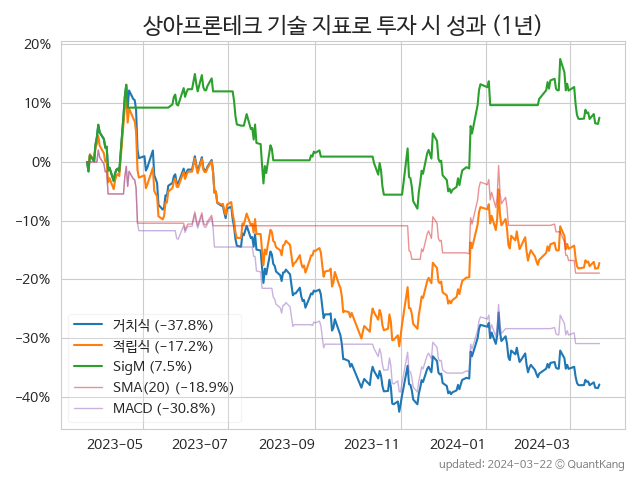 상아프론테크 기술 지표로 투자 시 성과 (1년)
20%
10%
0%
−10%
−20%
−30%
−40%
거치식 (−37.8%)
적립식 (−17.2%)
SigM (7.5%)
SMA(20) (−18.9%)
MACD (−30.8%)
2023−05 2023−07 2023−09 2023−11 2024−01 2024−03
updated: 2024−03−22 © QuantKang